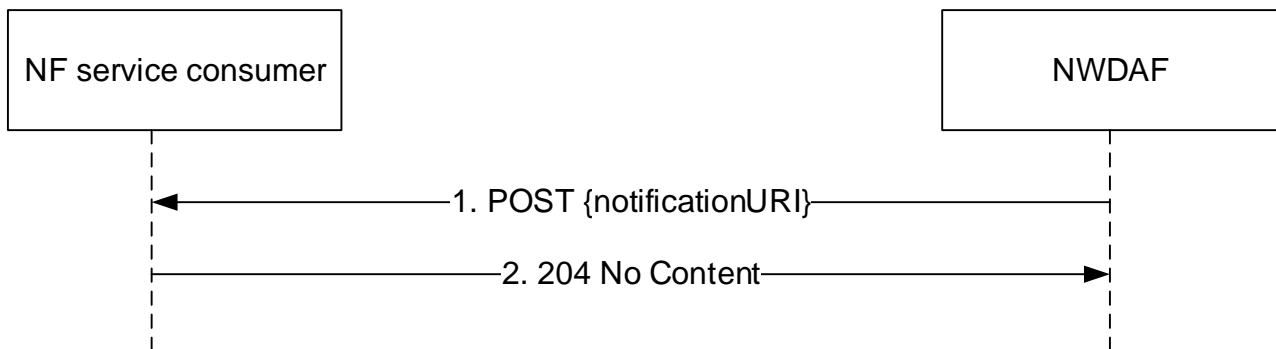 NF service consumer
NWDAF
1. POST {notificationURI}
2. 204 No Content